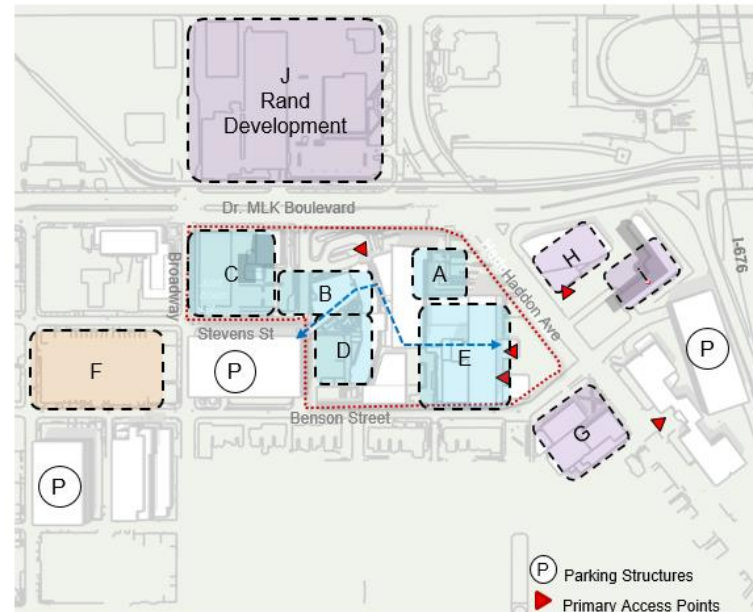 J
Rand
Development
Dr. MLK Boulevard
I-676
Broadway
C
B
A
Haddon Ave
H
Stevens St
P
D
E
P
F
Benson Street
G
P
P Parking Structures
Primary Access Points